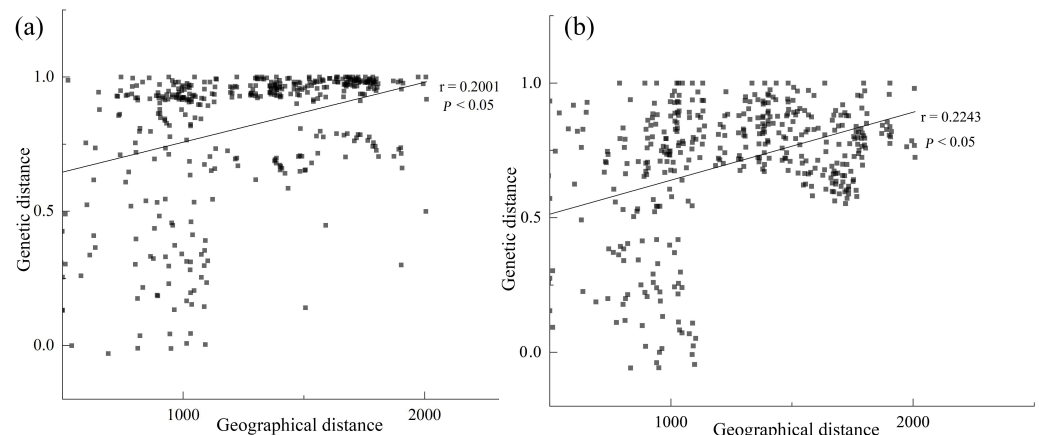 (a)
1.0
0.5
0.0
Genetic distance
r = 0.2001
P < 0.05
1000
2000
Geographical distance
(b)
1.0
0.5
0.0
Genetic distance
r = 0.2243
P < 0.05
1000
2000
Geographical distance